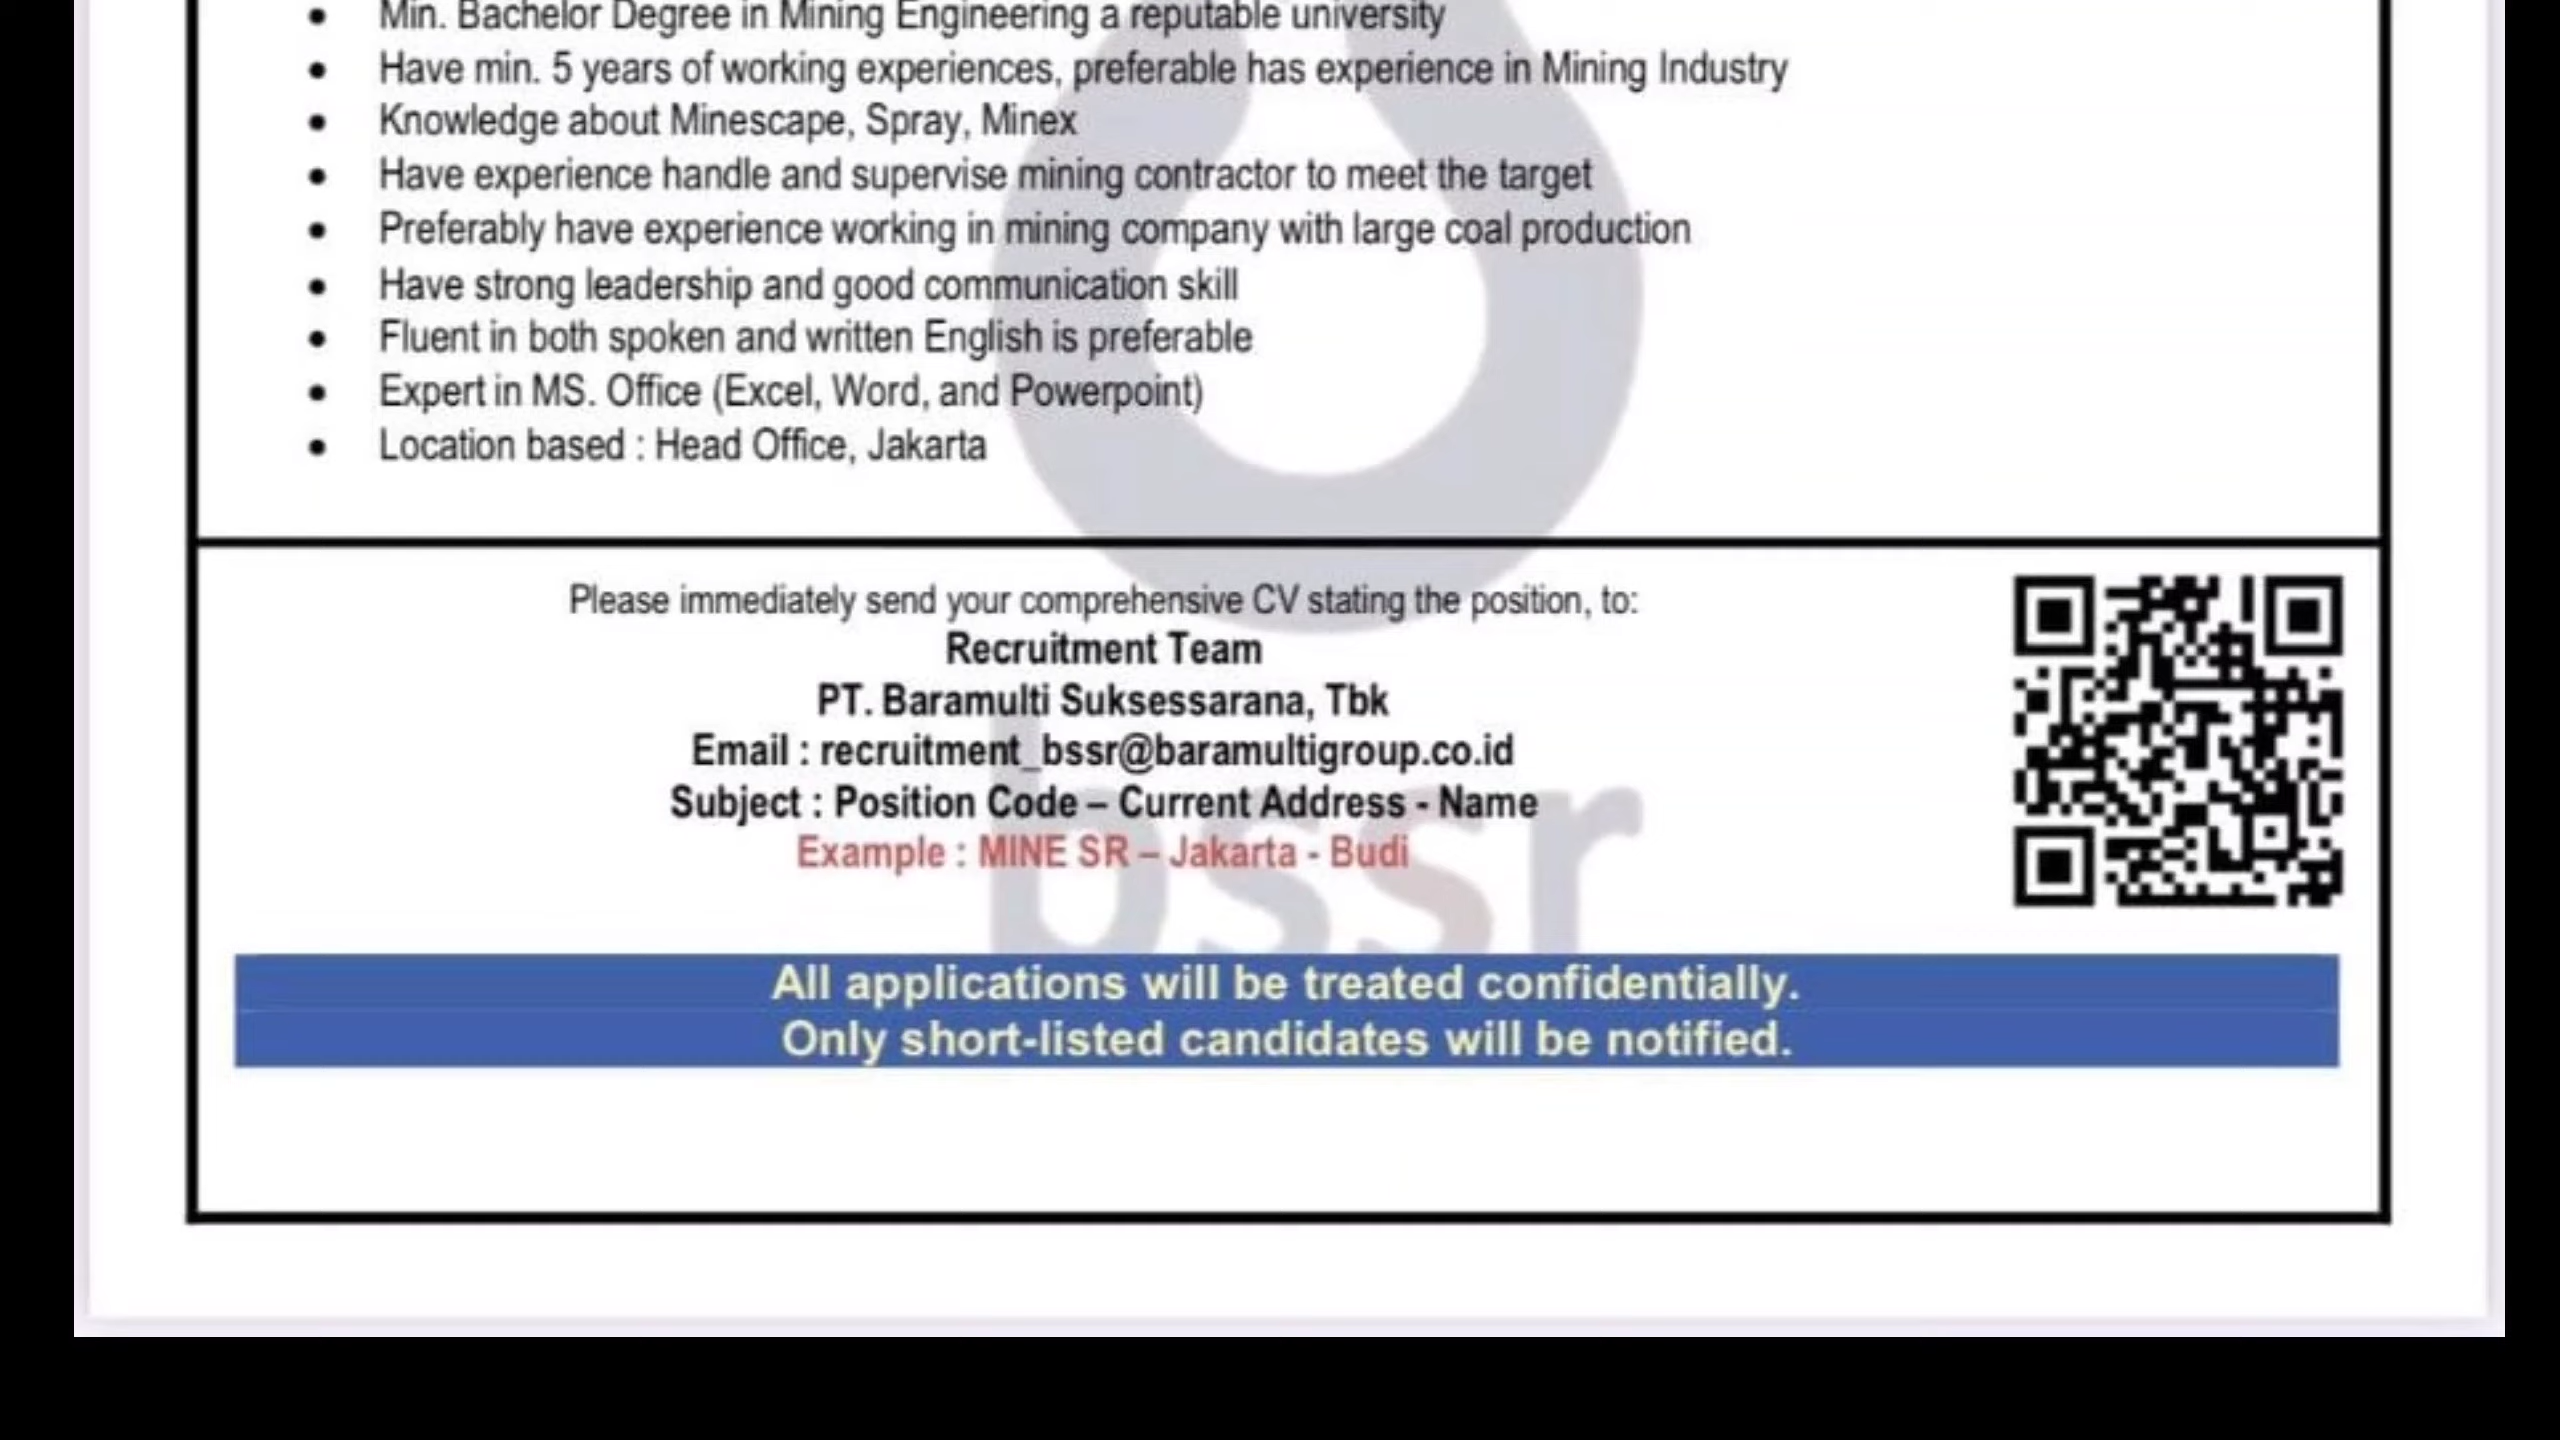 • Min. Bachelor Degree in Mining Engineering a reputable university
• Have min. 5 years of working experiences, preferable has experience in Mining Industry
• Knowledge about Minescape, Spray, Minex
• Have experience handle and supervise mining contractor to meet the target
• Preferably have experience working in mining company with large coal production
• Have strong leadership and good communication skill
• Fluent in both spoken and written English is preferable
• Expert in MS. Office (Excel, Word, and Powerpoint)
• Location based : Head Office, Jakarta
Please immediately send your comprehensive CV stating the position, to:
Recruitment Team
PT. Baramulti Suksessarana, Tbk
Email : recruitment_bssr@baramultigroup.co.id
Subject : Position Code – Current Address - Name
Example : MINE SR – Jakarta - Budi
bssr
All applications will be treated confidentially.
Only short-listed candidates will be notified.